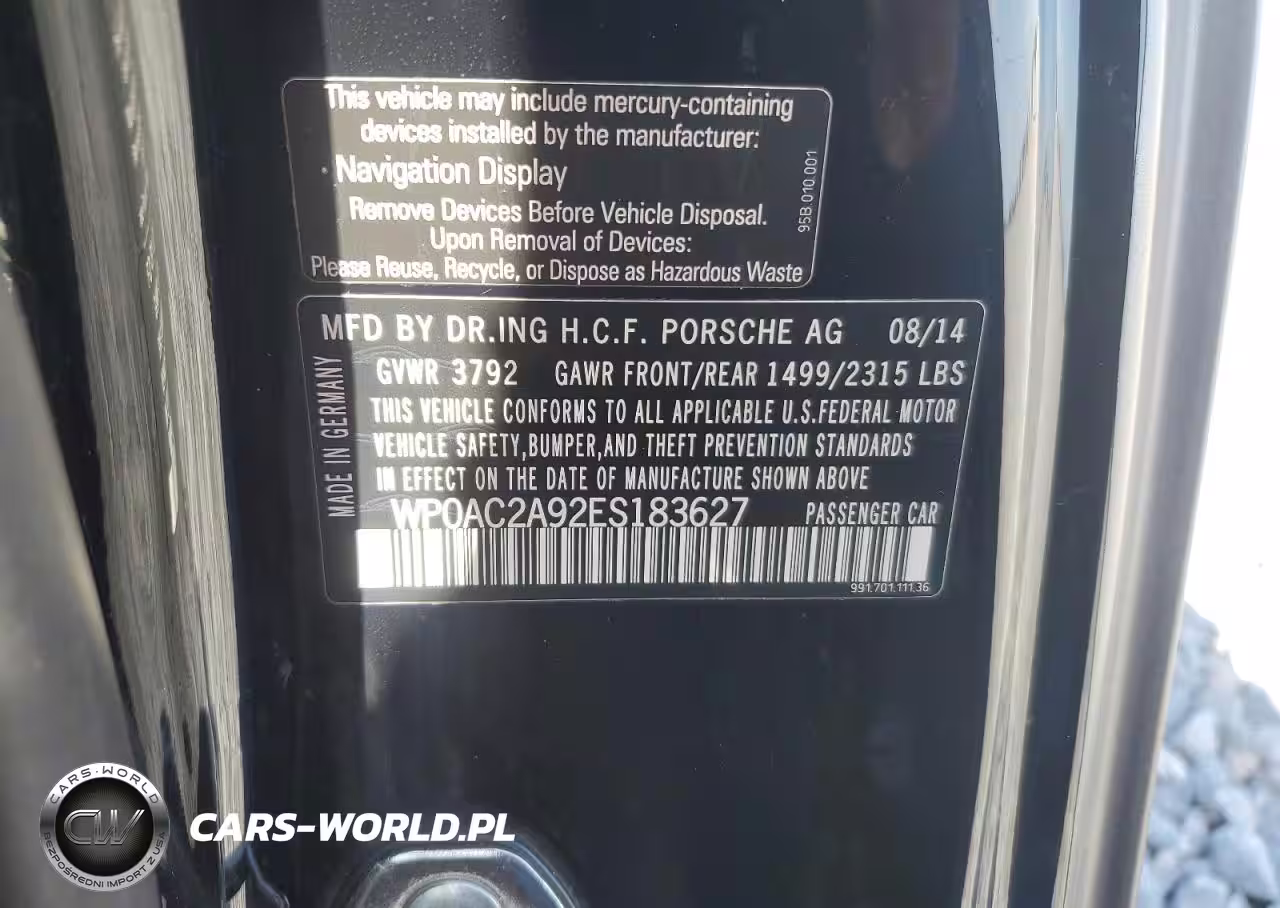 This vehicle may include mercury-containing
devices installed by the manufacturer:
· Navigation Display
Remove Devices Before Vehicle Disposal.
Upon Removal of Devices:
Please Reuse, Recycle, or Dispose as Hazardous Waste
95B.010.001
MFD BY DR.ING H.C.F. PORSCHE AG 08/14
GVWR 3792 GAWR FRONT/REAR 1499/2315 LBS
THIS VEHICLE CONFORMS TO ALL APPLICABLE U.S.FEDERAL MOTOR
VEHICLE SAFETY,BUMPER,AND THEFT PREVENTION STANDARDS
IN EFFECT ON THE DATE OF MANUFACTURE SHOWN ABOVE
WP0AC2A92ES183627 PASSENGER CAR
MADE IN GERMANY
991.701.111.36
CARS-WORLD
CW
BEZPOŚREDNI IMPORT Z USA
CARS-WORLD.PL